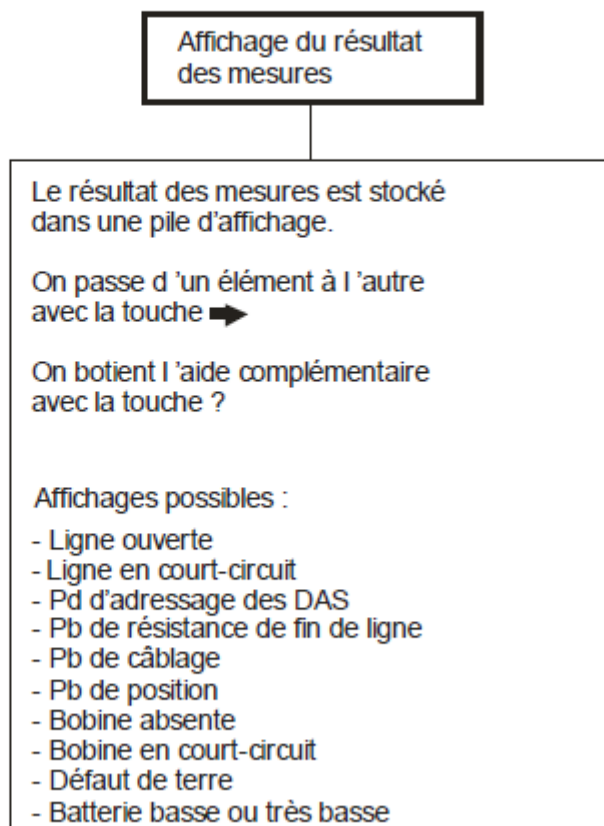 Affichage du résultat
des mesures
Le résultat des mesures est stocké
dans une pile d'affichage.
On passe d 'un élément à l 'autre
avec la touche ➡
On botient l 'aide complémentaire
avec la touche ?
Affichages possibles :
- Ligne ouverte
- Ligne en court-circuit
- Pd d'adressage des DAS
- Pb de résistance de fin de ligne
- Pb de câblage
- Pb de position
- Bobine absente
- Bobine en court-circuit
- Défaut de terre
- Batterie basse ou très basse